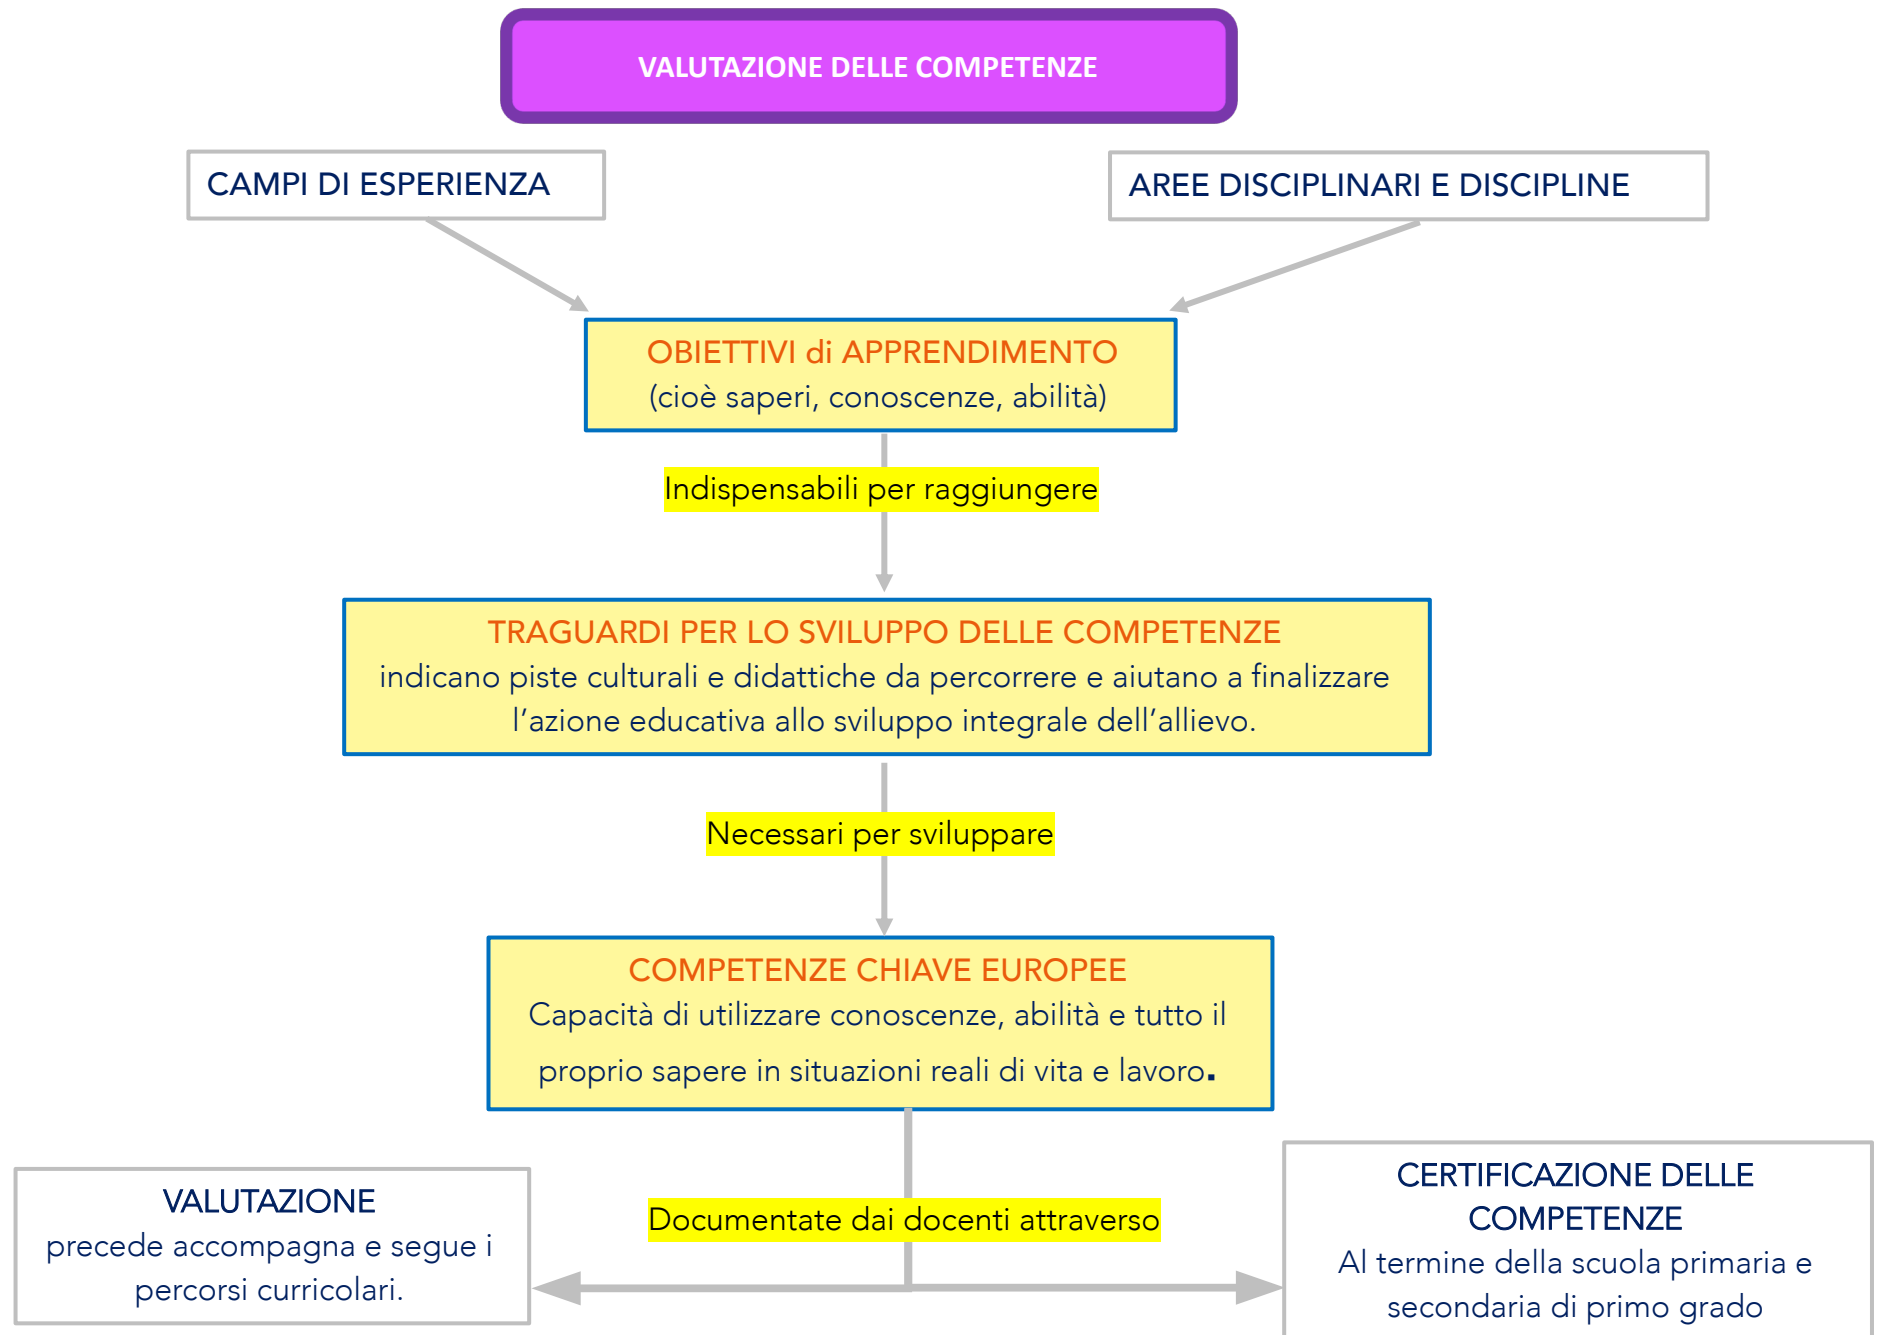 VALUTAZIONE DELLE COMPETENZE
CAMPI DI ESPERIENZA
AREE DISCIPLINARI E DISCIPLINE
OBIETTIVI di APPRENDIMENTO
(cioè saperi, conoscenze, abilità)
Indispensabili per raggiungere
TRAGUARDI PER LO SVILUPPO DELLE COMPETENZE
indicano piste culturali e didattiche da percorrere e aiutano a finalizzare
l’azione educativa allo sviluppo integrale dell’allievo.
Necessari per sviluppare
COMPETENZE CHIAVE EUROPEE
Capacità di utilizzare conoscenze, abilità e tutto il
proprio sapere in situazioni reali di vita e lavoro.
Documentate dai docenti attraverso
VALUTAZIONE
precede accompagna e segue i
percorsi curricolari.
CERTIFICAZIONE DELLE
COMPETENZE
Al termine della scuola primaria e
secondaria di primo grado